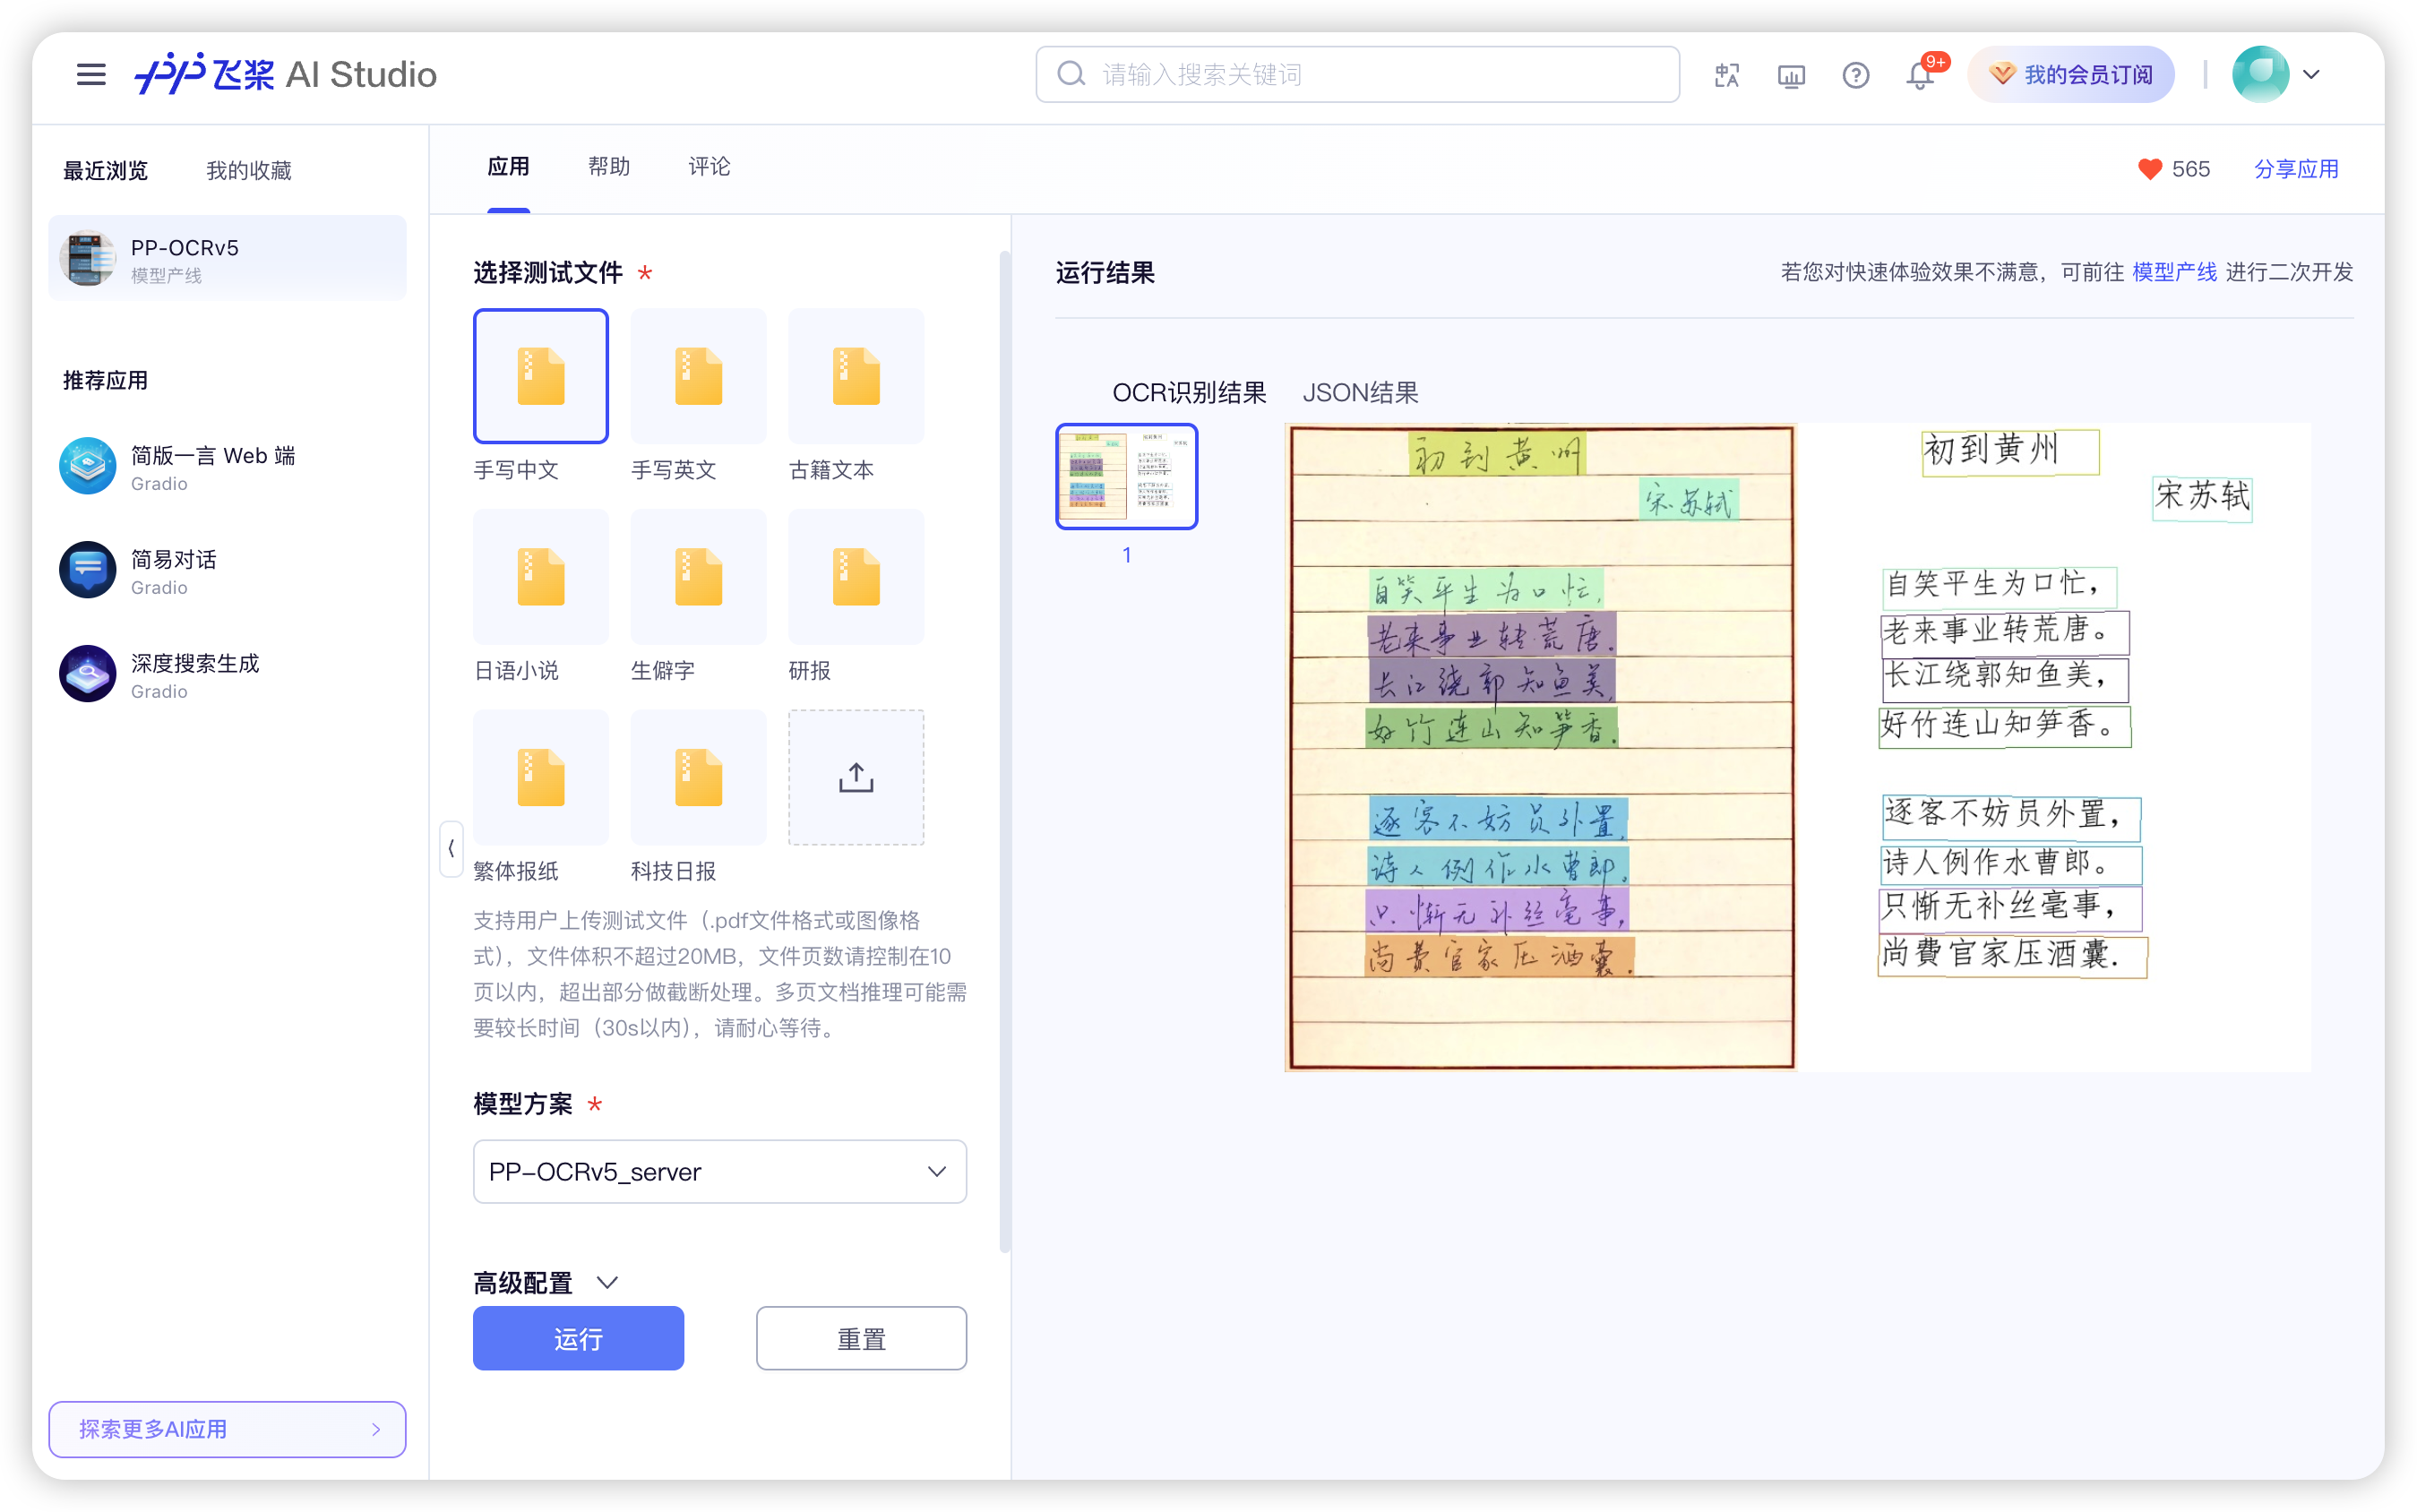 飞桨 AI Studio
请输入搜索关键词
9+
我的会员订阅
最近浏览 我的收藏
PP-OCRv5
模型产线
推荐应用
简版一言 Web 端
Gradio
简易对话
Gradio
深度搜索生成
Gradio
探索更多AI应用
应用 帮助 评论
565 分享应用
选择测试文件 *
手写中文 手写英文 古籍文本
日语小说 生僻字 研报
繁体报纸 科技日报
支持用户上传测试文件（.pdf文件格式或图像格
式），文件体积不超过20MB，文件页数请控制在10
页以内，超出部分做截断处理。多页文档推理可能需
要较长时间（30s以内），请耐心等待。
模型方案 *
PP-OCRv5_server
高级配置
运行 重置
运行结果
若您对快速体验效果不满意，可前往 模型产线 进行二次开发
OCR识别结果 JSON结果
1
初到黄州
宋苏轼
自笑平生为口忙，
老来事业转荒唐。
长江绕郭知鱼美，
好竹连山知笋香。
逐客不妨员外置，
诗人例作水曹郎。
只惭无补丝毫事，
尚费官家压酒囊.
初到黄州
宋苏轼
自笑平生为口忙，
老来事业转荒唐。
长江绕郭知鱼美，
好竹连山知笋香。
逐客不妨员外置，
诗人例作水曹郎。
只惭无补丝毫事，
尚費官家压酒囊.